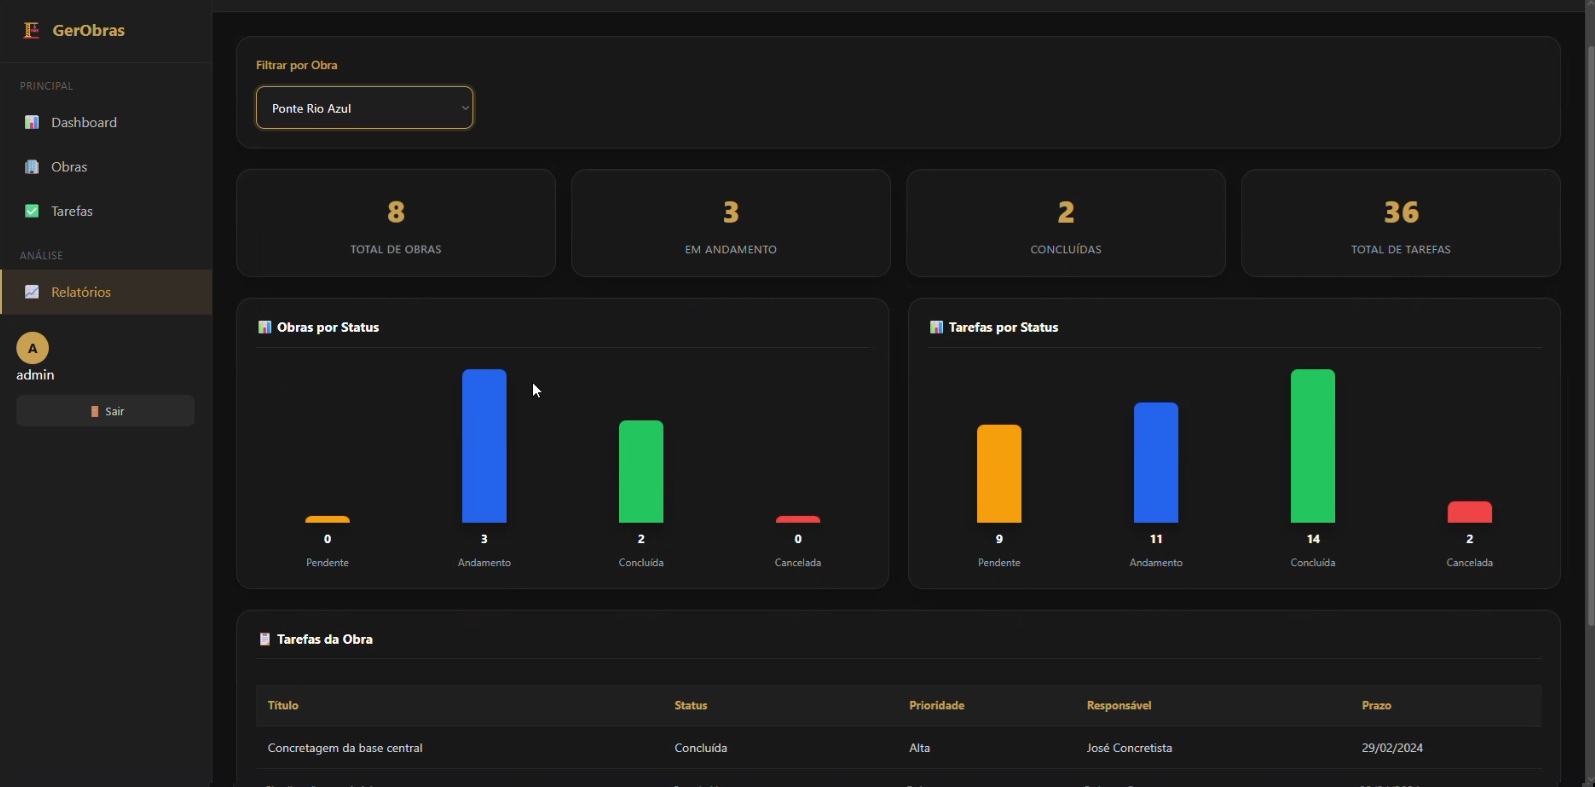 GerObras
PRINCIPAL
Dashboard
Obras
Tarefas
ANÁLISE
Relatórios
A
admin
Sair
Filtrar por Obra
Ponte Rio Azul
8
TOTAL DE OBRAS
3
EM ANDAMENTO
2
CONCLUÍDAS
36
TOTAL DE TAREFAS
Obras por Status
0
Pendente
3
Andamento
2
Concluída
0
Cancelada
Tarefas por Status
9
Pendente
11
Andamento
14
Concluída
2
Cancelada
Tarefas da Obra
Título Status Prioridade Responsável Prazo
Concretagem da base central Concluída Alta José Concretista 29/02/2024